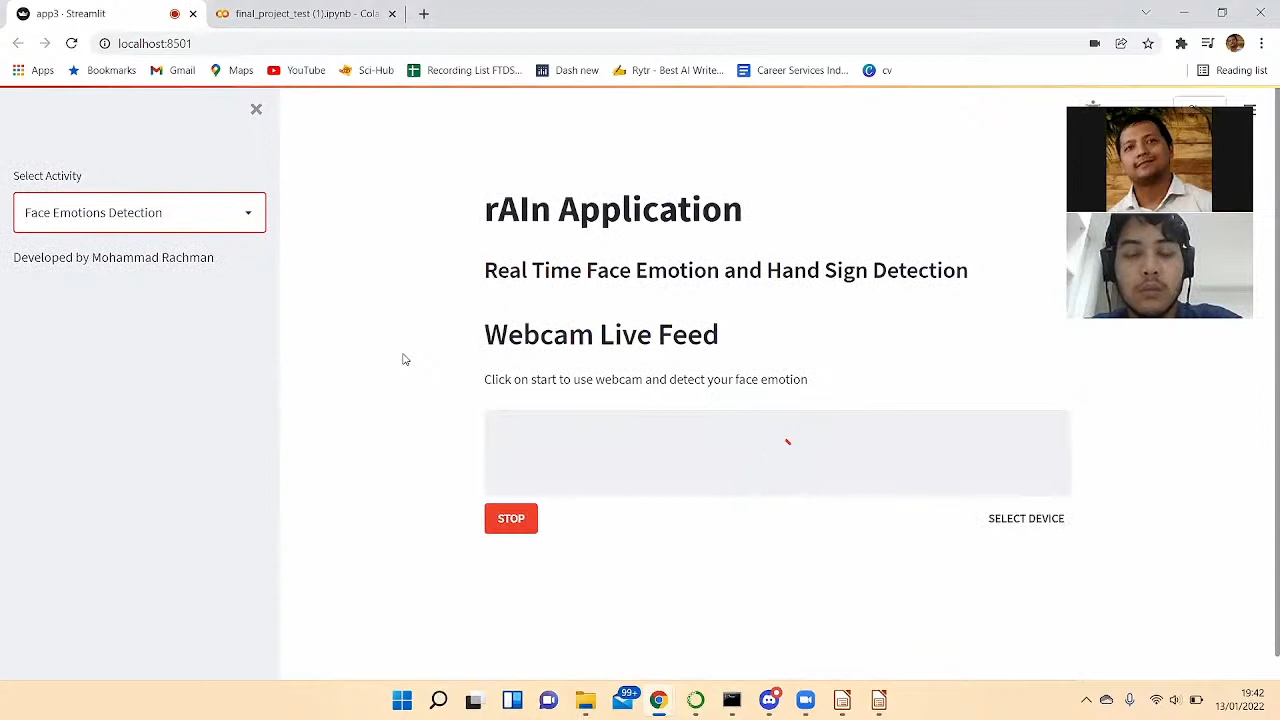 app3 - Streamlit
final_project_test (1).ipynb - Cola
localhost:8501
Apps
Bookmarks
Gmail
Maps
YouTube
Sci-Hub
Recording List FTDS...
Dash new
Rytr - Best AI Write...
Career Services Ind...
cv
Reading list
Select Activity
Face Emotions Detection
Developed by Mohammad Rachman
rAIn Application
Real Time Face Emotion and Hand Sign Detection
Webcam Live Feed
Click on start to use webcam and detect your face emotion
STOP
SELECT DEVICE
99+
19:42
13/01/2022